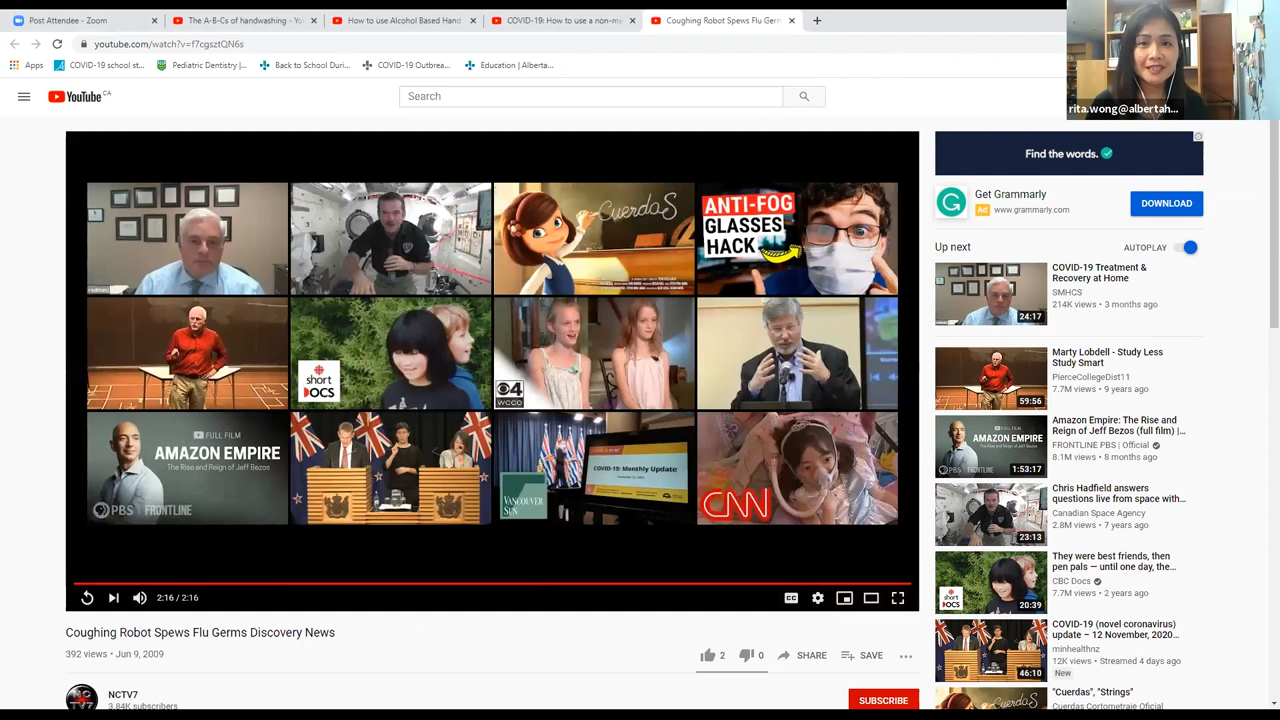 Post Attendee - Zoom
The A-B-Cs of handwashing - Yo
How to use Alcohol Based Hand
COVID-19: How to use a non-me
Coughing Robot Spews Flu Germ
youtube.com/watch?v=f7cgsztQN6s
Apps
COVID-19 school st...
Pediatric Dentistry |...
Back to School Duri...
COVID-19 Outbrea...
Education | Alberta...
rita.wong@albertah...
YouTube CA
Search
Find the words.
Get Grammarly
Ad www.grammarly.com
DOWNLOAD
Up next
AUTOPLAY
Cuerdas
ANTI-FOG
GLASSES
HACK
short
DOCS
4
WCCO
FULL FILM
AMAZON EMPIRE
The Rise and Reign of Jeff Bezos
PBS FRONTLINE
VANCOUVER
SUN
COVID-19: Monthly Update
CNN
2:16 / 2:16
CC
Coughing Robot Spews Flu Germs Discovery News
392 views • Jun 9, 2009
2
0
SHARE
SAVE
NCTV7
3.84K subscribers
SUBSCRIBE
COVID-19 Treatment &
Recovery at Home
SMHCS
214K views • 3 months ago
24:17
Marty Lobdell - Study Less
Study Smart
PierceCollegeDist11
7.7M views • 9 years ago
59:56
Amazon Empire: The Rise and
Reign of Jeff Bezos (full film) |...
FRONTLINE PBS | Official
8.1M views • 8 months ago
AMAZON EMPIRE
PBS FRONTLINE
1:53:17
Chris Hadfield answers
questions live from space with...
Canadian Space Agency
2.8M views • 7 years ago
23:13
They were best friends, then
pen pals — until one day, the...
CBC Docs
7.7M views • 2 years ago
short
DOCS
20:39
COVID-19 (novel coronavirus)
update – 12 November, 2020...
minhealthnz
12K views • Streamed 4 days ago
New
46:10
"Cuerdas", "Strings"
Cuerdas Cortometraje Oficial
Cuerdas